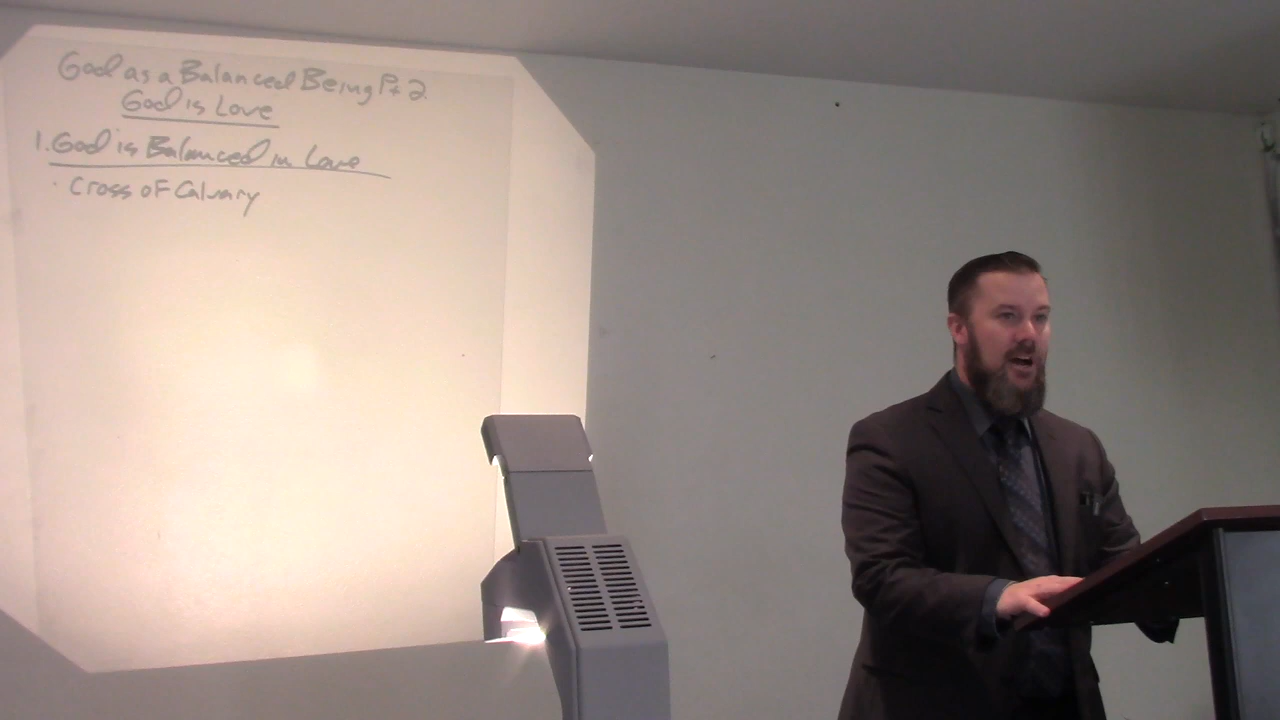 God as a Balanced Being Pt 2.
God is Love
1. God is Balanced in Love
· Cross of Calvary